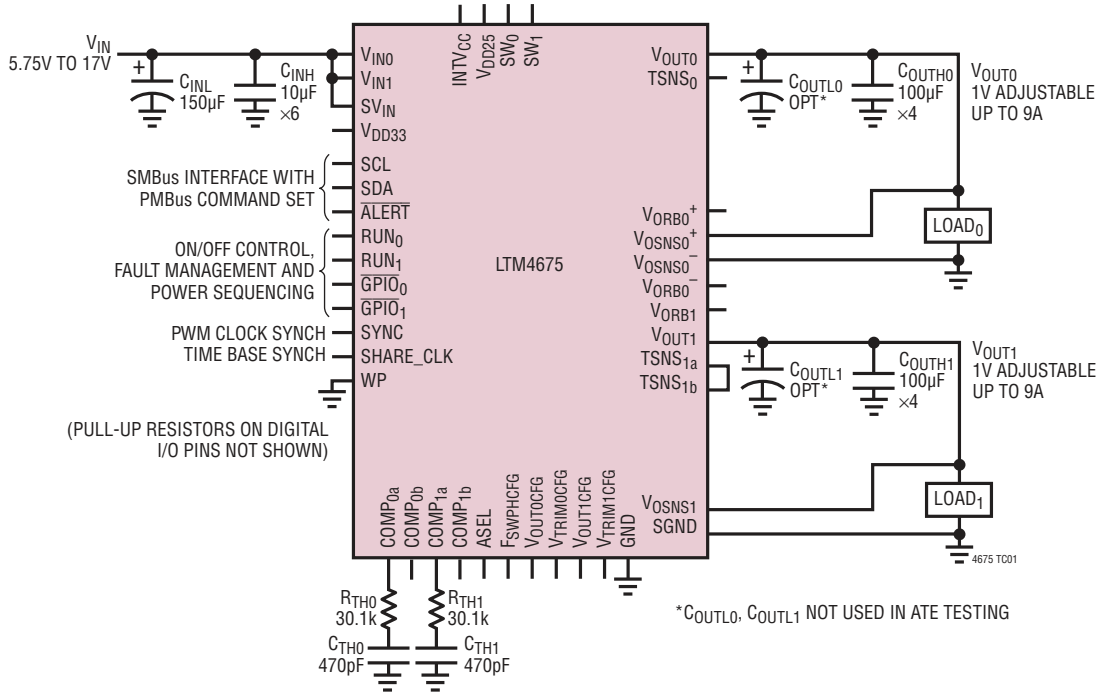 INTVCC
VDD25
SW0
SW1
VIN
5.75V TO 17V
+
CINL
150µF
CINH
10µF
×6
VIN0
VIN1
SVIN
VDD33
SCL
SDA
ALERT
RUN0
RUN1
GPIO0
GPIO1
SYNC
SHARE_CLK
WP
SMBus INTERFACE WITH
PMBus COMMAND SET
ON/OFF CONTROL,
FAULT MANAGEMENT AND
POWER SEQUENCING
PWM CLOCK SYNCH
TIME BASE SYNCH
(PULL-UP RESISTORS ON DIGITAL
I/O PINS NOT SHOWN)
LTM4675
VOUT0
TSNS0
VORB0+
VOSNS0+
VOSNS0–
VORB0–
VORB1
VOUT1
TSNS1a
TSNS1b
VOSNS1
SGND
+
COUTL0
OPT*
COUTH0
100µF
×4
VOUT0
1V ADJUSTABLE
UP TO 9A
LOAD0
+
COUTL1
OPT*
COUTH1
100µF
×4
VOUT1
1V ADJUSTABLE
UP TO 9A
LOAD1
4675 TC01
COMP0a
COMP0b
COMP1a
COMP1b
ASEL
FSWPHCFG
VOUT0CFG
VTRIM0CFG
VOUT1CFG
VTRIM1CFG
GND
RTH0
30.1k
RTH1
30.1k
CTH0
470pF
CTH1
470pF
*COUTL0, COUTL1 NOT USED IN ATE TESTING